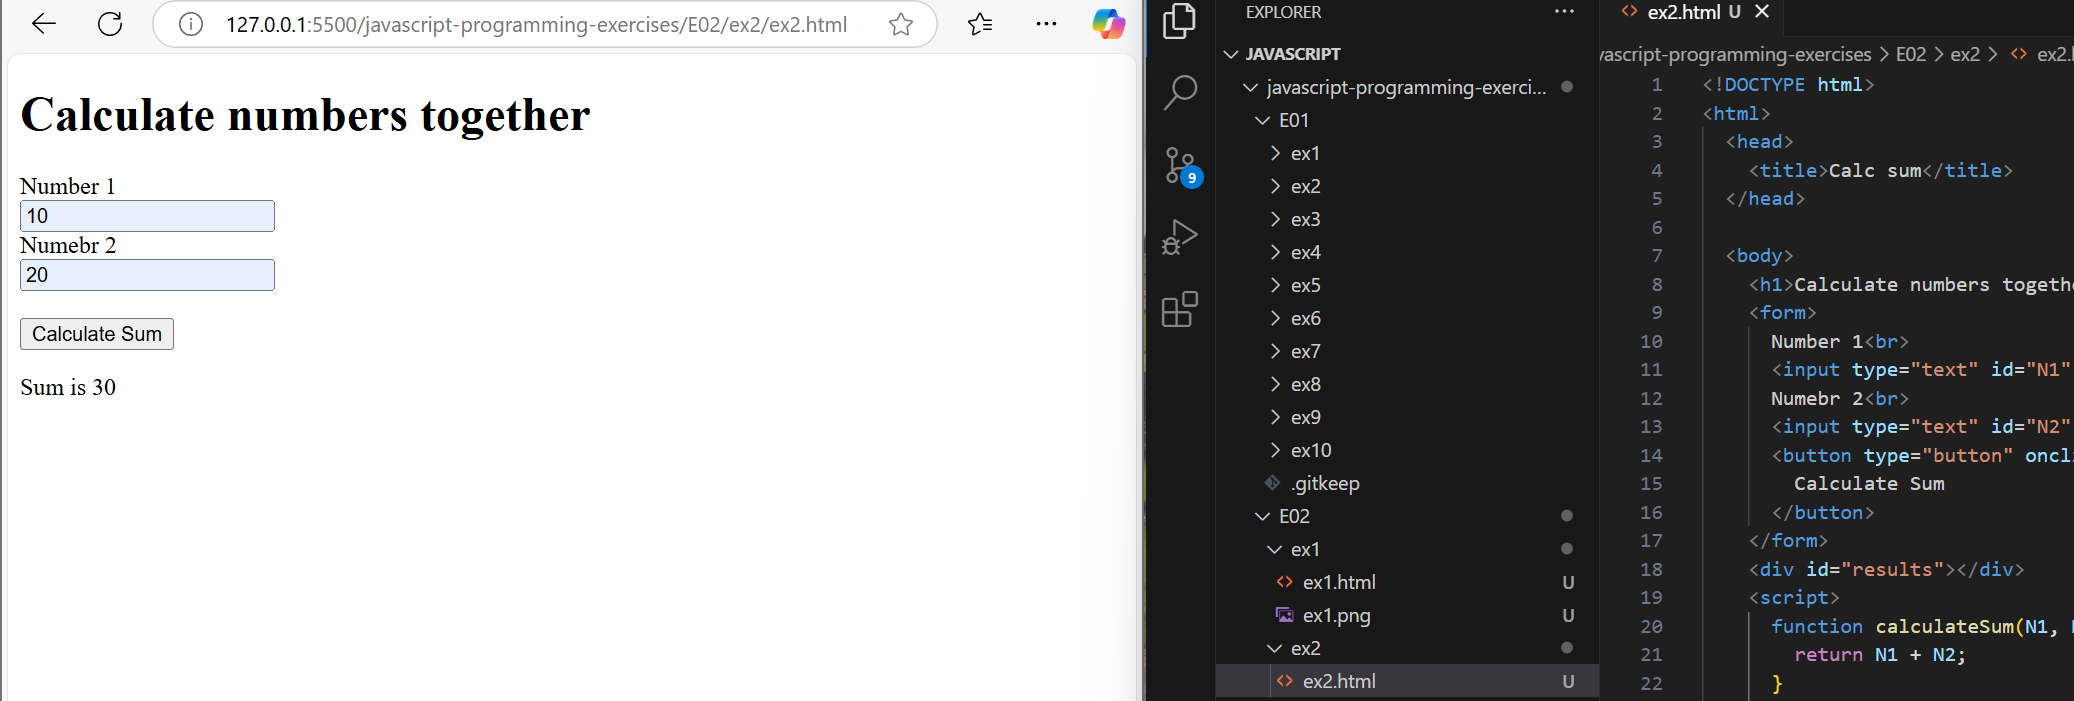 127.0.0.1:5500/javascript-programming-exercises/E02/ex2/ex2.html
Calculate numbers together
Number 1
10
Numebr 2
20
Calculate Sum
Sum is 30
9
EXPLORER
JAVASCRIPT
javascript-programming-exerci...
E01
ex1
ex2
ex3
ex4
ex5
ex6
ex7
ex8
ex9
ex10
.gitkeep
E02
ex1
ex1.html U
ex1.png U
ex2
ex2.html U
ex2.html U
vascript-programming-exercises > E02 > ex2 > <> ex2.
1 <!DOCTYPE html>
2 <html>
3 <head>
4 <title>Calc sum</title>
5 </head>
6
7 <body>
8 <h1>Calculate numbers togeth
9 <form>
10 Number 1<br>
11 <input type="text" id="N1"
12 Numebr 2<br>
13 <input type="text" id="N2"
14 <button type="button" oncl
15 Calculate Sum
16 </button>
17 </form>
18 <div id="results"></div>
19 <script>
20 function calculateSum(N1,
21 return N1 + N2;
22 }